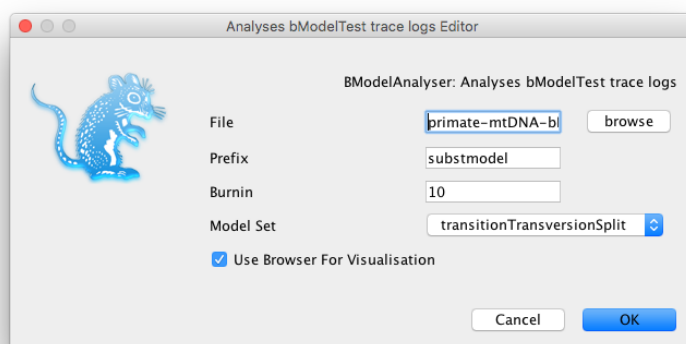 Analyses bModelTest trace logs Editor
BModelAnalyser: Analyses bModelTest trace logs
File primate-mtDNA-bI browse
Prefix substmodel
Burnin 10
Model Set transitionTransversionSplit
Use Browser For Visualisation
Cancel OK